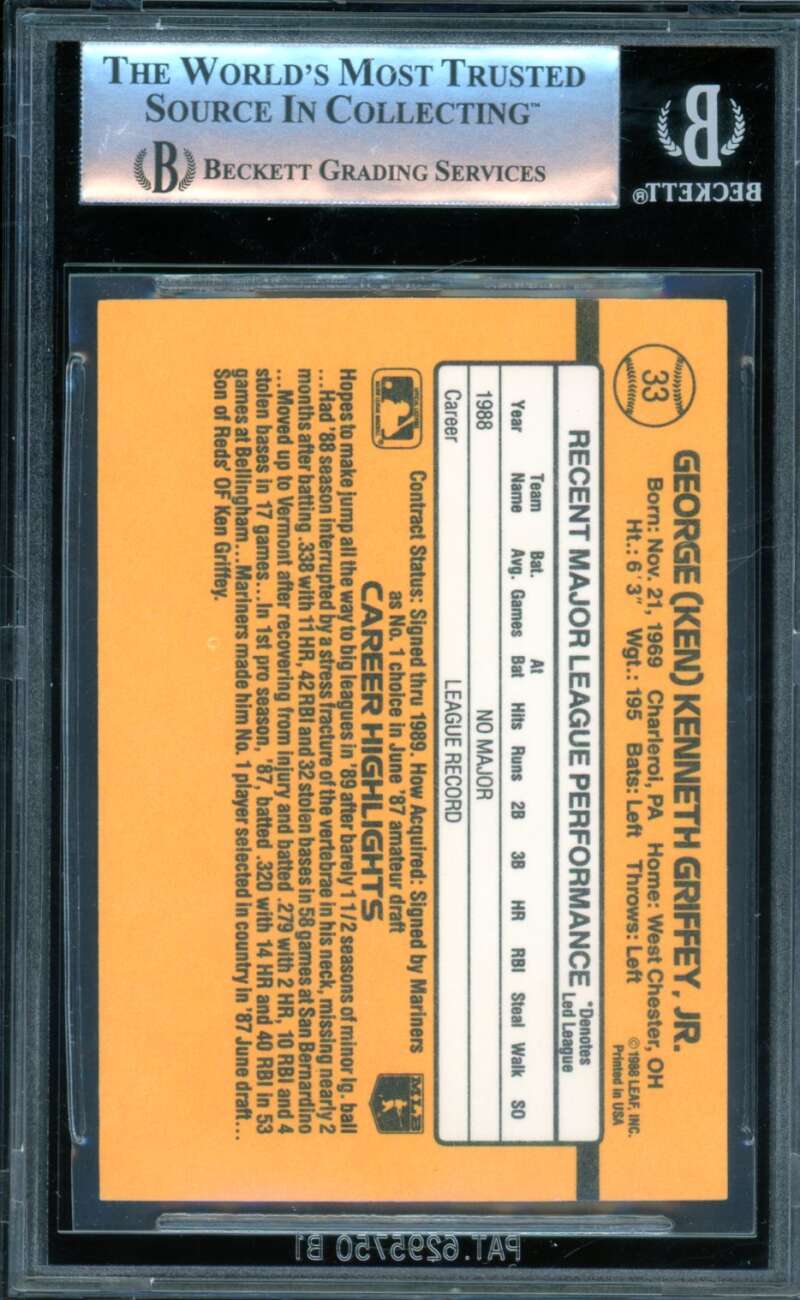 THE WORLD'S MOST TRUSTED
SOURCE IN COLLECTING™
B BECKETT GRADING SERVICES
B
BECKETT®
33
GEORGE (KEN) KENNETH GRIFFEY, JR.
Born: Nov. 21, 1969 Charleroi, PA Home: West Chester, OH
Ht.: 6'3" Wgt.: 195 Bats: Left Throws: Left
© 1988 LEAF, INC.
Printed in USA
RECENT MAJOR LEAGUE PERFORMANCE
*Denotes
Led League
Year Team Name Bat. Avg. Games At Bat Hits Runs 2B 3B HR RBI Steal Walk SO
1988 NO MAJOR
Career LEAGUE RECORD
Contract Status: Signed thru 1989. How Acquired: Signed by Mariners
as No. 1 choice in June '87 amateur draft
CAREER HIGHLIGHTS
MLB
Hopes to make jump all the way to big leagues in '89 after barely 1 1/2 seasons of minor lg. ball
...Had '88 season interrupted by a stress fracture of the vertebrae in his neck, missing nearly 2
months after batting .338 with 11 HR, 42 RBI and 32 stolen bases in 58 games at San Bernardino
...Moved up to Vermont after recovering from injury and batted .279 with 2 HR, 10 RBI and 4
stolen bases in 17 games...In 1st pro season, '87, batted .320 with 14 HR and 40 RBI in 53
games at Bellingham...Mariners made him No. 1 player selected in country in '87 June draft...
Son of Reds' OF Ken Griffey.
PAT.6295750 B1